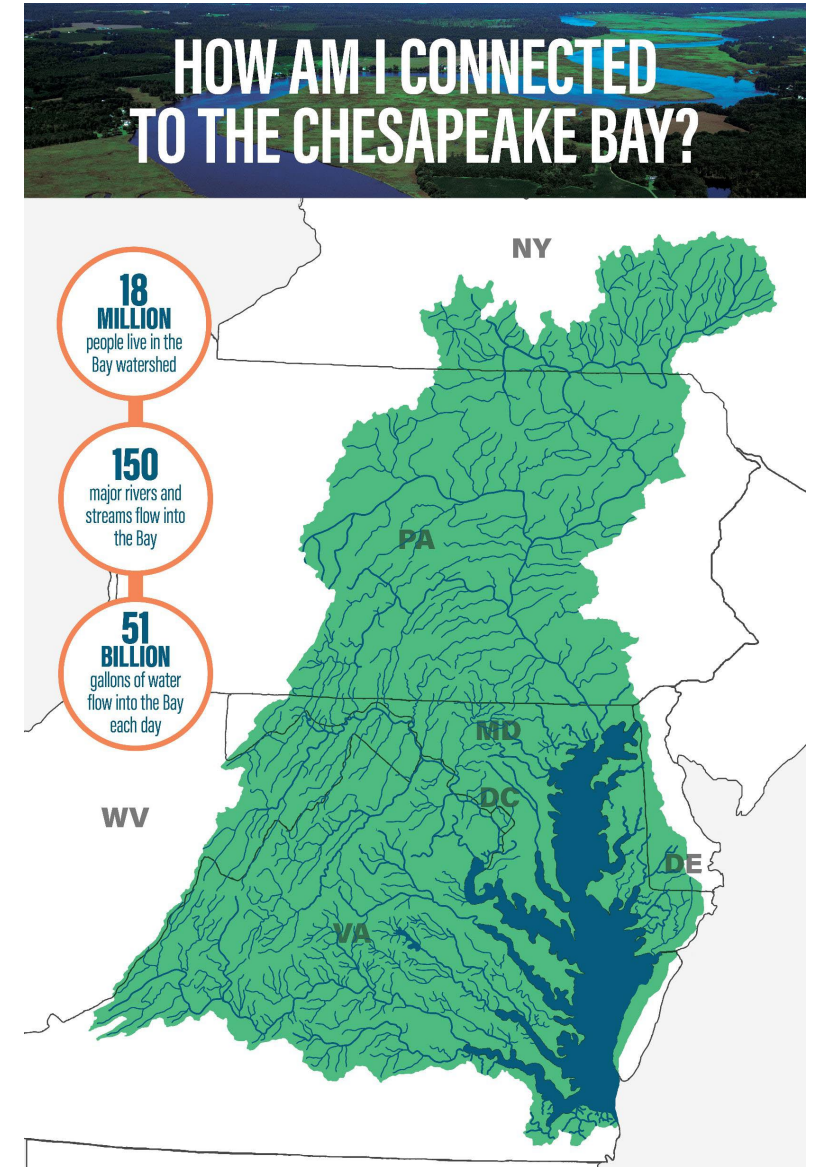 HOW AM I CONNECTED
TO THE CHESAPEAKE BAY?
NY
18
MILLION
people live in the
Bay watershed
150
major rivers and
streams flow into
the Bay
PA
51
BILLION
gallons of water
flow into the Bay
each day
MD
DC
WV
DE
VA